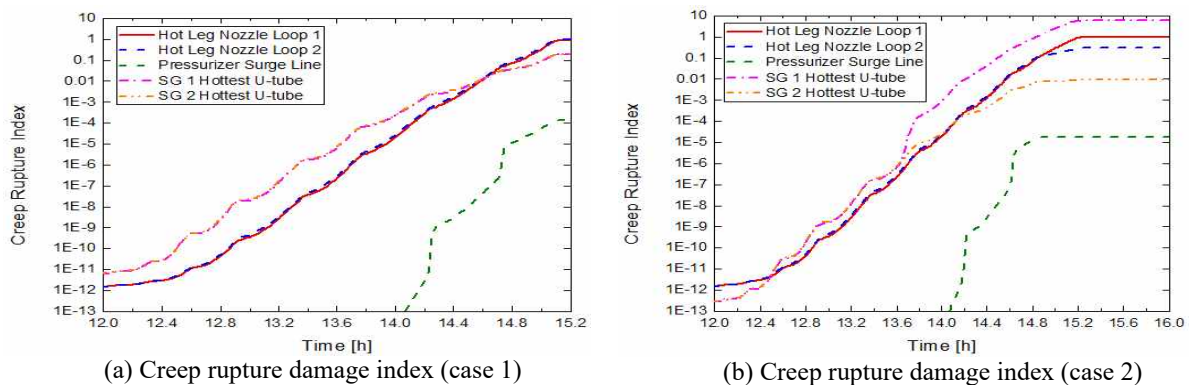 Creep Rupture Index
10
1
0.1
0.01
1E-3
1E-4
1E-5
1E-6
1E-7
1E-8
1E-9
1E-10
1E-11
1E-12
1E-13
Hot Leg Nozzle Loop 1
Hot Leg Nozzle Loop 2
Pressurizer Surge Line
SG 1 Hottest U-tube
SG 2 Hottest U-tube
12.0 12.4 12.8 13.2 13.6 14.0 14.4 14.8 15.2
Time [h]
(a) Creep rupture damage index (case 1)
Creep Rupture Index
10
1
0.1
0.01
1E-3
1E-4
1E-5
1E-6
1E-7
1E-8
1E-9
1E-10
1E-11
1E-12
1E-13
Hot Leg Nozzle Loop 1
Hot Leg Nozzle Loop 2
Pressurizer Surge Line
SG 1 Hottest U-tube
SG 2 Hottest U-tube
12.0 12.4 12.8 13.2 13.6 14.0 14.4 14.8 15.2 15.6 16.0
Time [h]
(b) Creep rupture damage index (case 2)